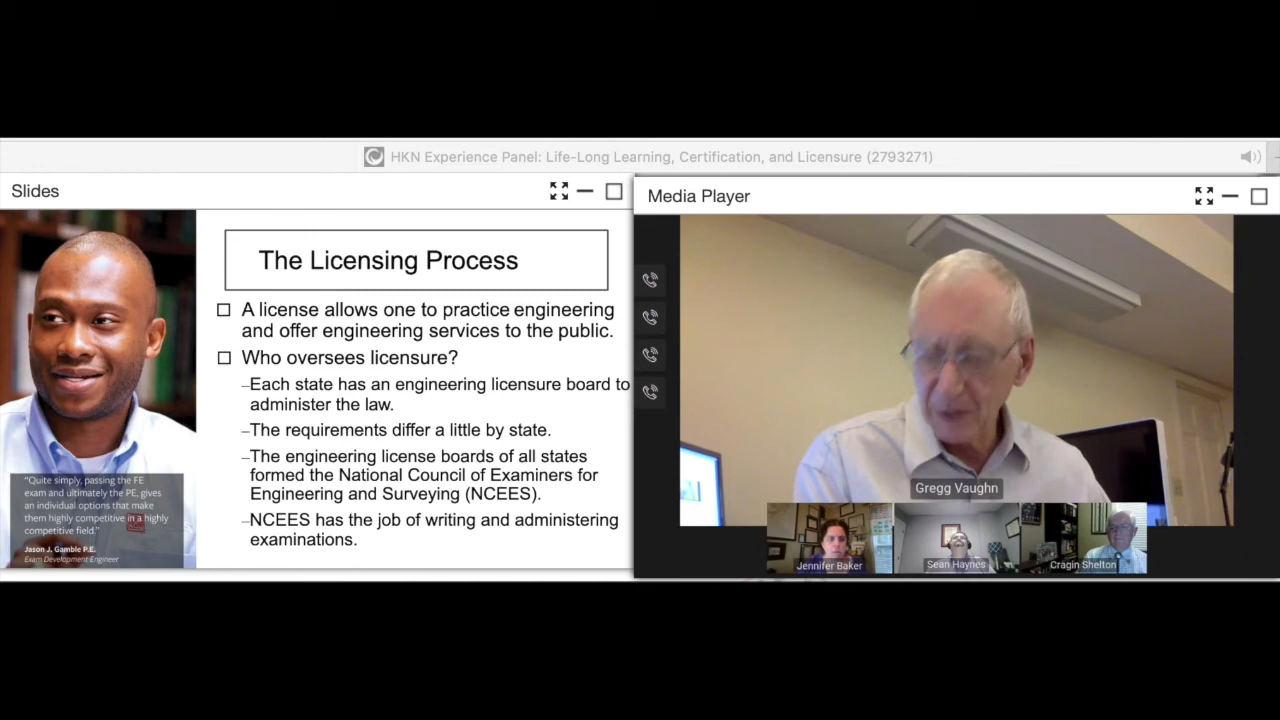 HKN Experience Panel: Life-Long Learning, Certification, and Licensure (2793271)
Slides
The Licensing Process
A license allows one to practice engineering
and offer engineering services to the public.
Who oversees licensure?
–Each state has an engineering licensure board to
administer the law.
–The requirements differ a little by state.
–The engineering license boards of all states
formed the National Council of Examiners for
Engineering and Surveying (NCEES).
–NCEES has the job of writing and administering
examinations.
"Quite simply, passing the FE
exam and ultimately the PE, gives
an individual options that make
them highly competitive in a highly
competitive field."
Jason J. Gamble P.E.
Exam Development Engineer
Media Player
Gregg Vaughn
Jennifer Baker
Sean Haynes
Cragin Shelton